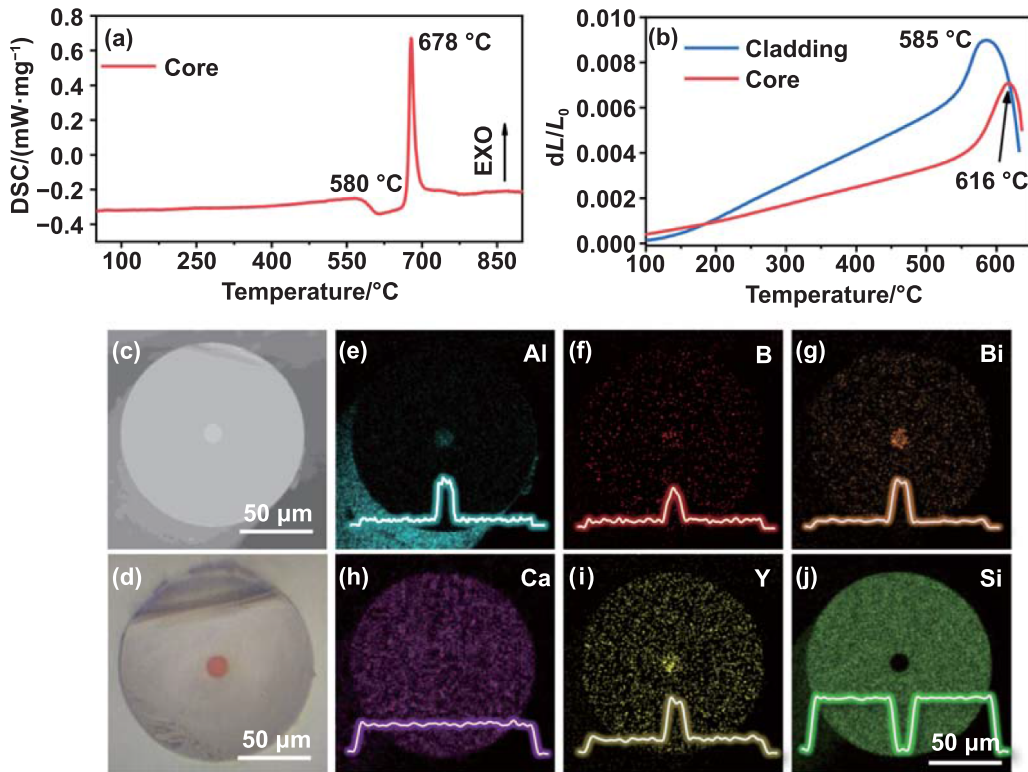 (a)
Core
678 °C
580 °C
EXO
DSC/(mW·mg⁻¹)
0.8
0.6
0.4
0.2
0.0
−0.2
−0.4
100
250
400
550
700
850
Temperature/°C
(b)
Cladding
Core
585 °C
616 °C
dL/L₀
0.010
0.008
0.006
0.004
0.002
0.000
100
200
300
400
500
600
Temperature/°C
(c)
50 μm
(e)
Al
(f)
B
(g)
Bi
(d)
(h)
Ca
(i)
Y
(j)
Si
50 μm